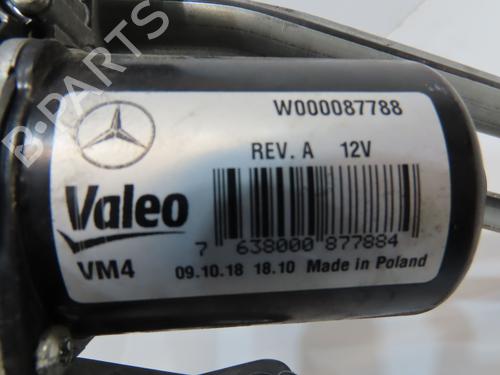 W000087788
REV. A 12V
Valeo
7 638000 877884
VM4
09.10.18 18.10 Made in Poland
B-PARTS